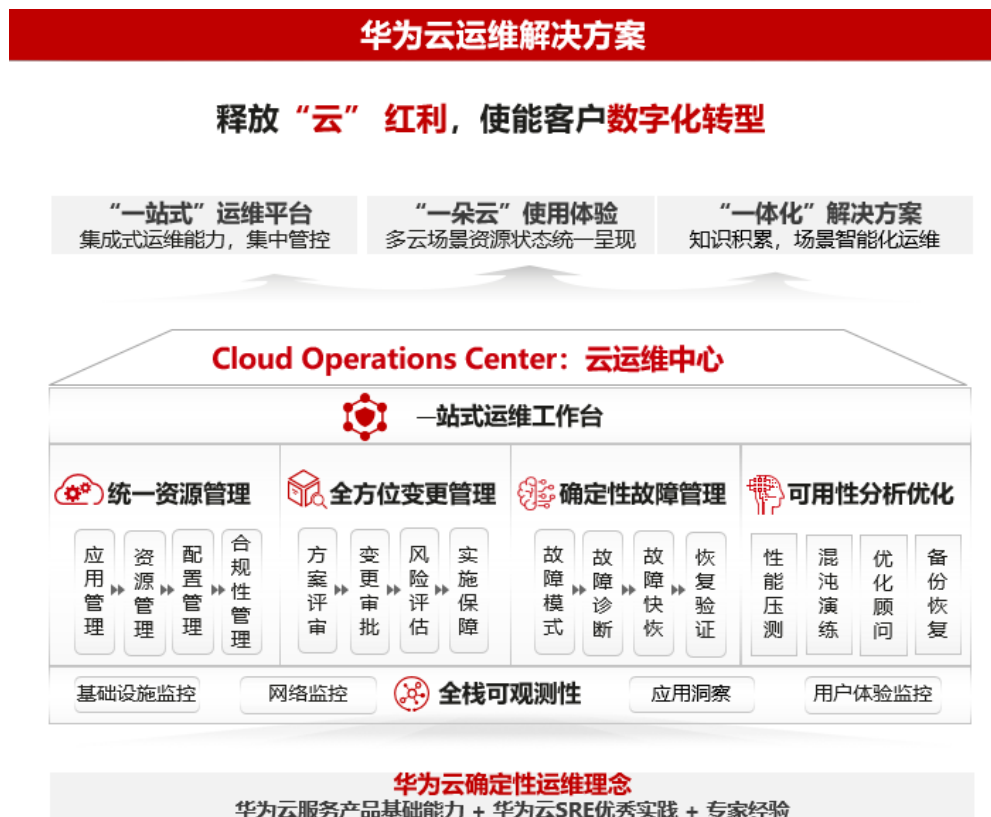 华为云运维解决方案
释放“云” 红利，使能客户数字化转型
“一站式”运维平台
集成式运维能力，集中管控
“一朵云”使用体验
多云场景资源状态统一呈现
“一体化”解决方案
知识积累，场景智能化运维
Cloud Operations Center：云运维中心
一站式运维工作台
统一资源管理
应用管理
资源管理
配置管理
合规性管理
全方位变更管理
方案评审
变更审批
风险评估
实施保障
确定性故障管理
故障模式
故障诊断
故障快恢
恢复验证
可用性分析优化
性能压测
混沌演练
优化顾问
备份恢复
基础设施监控
网络监控
全栈可观测性
应用洞察
用户体验监控
华为云确定性运维理念
华为云服务产品基础能力 + 华为云SRE优秀实践 + 专家经验